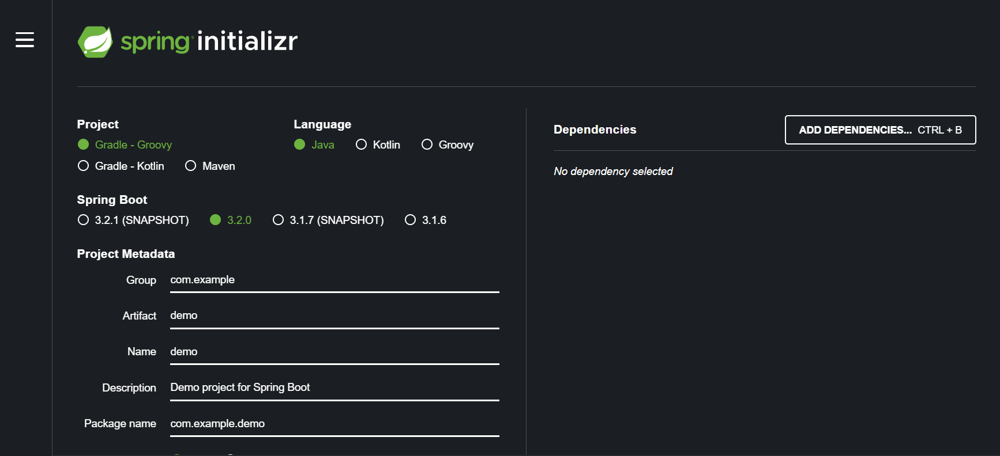 spring initializr
Project
Gradle - Groovy
Gradle - Kotlin Maven
Language
Java Kotlin Groovy
Spring Boot
3.2.1 (SNAPSHOT) 3.2.0 3.1.7 (SNAPSHOT) 3.1.6
Project Metadata
Group com.example
Artifact demo
Name demo
Description Demo project for Spring Boot
Package name com.example.demo
Dependencies
ADD DEPENDENCIES... CTRL + B
No dependency selected